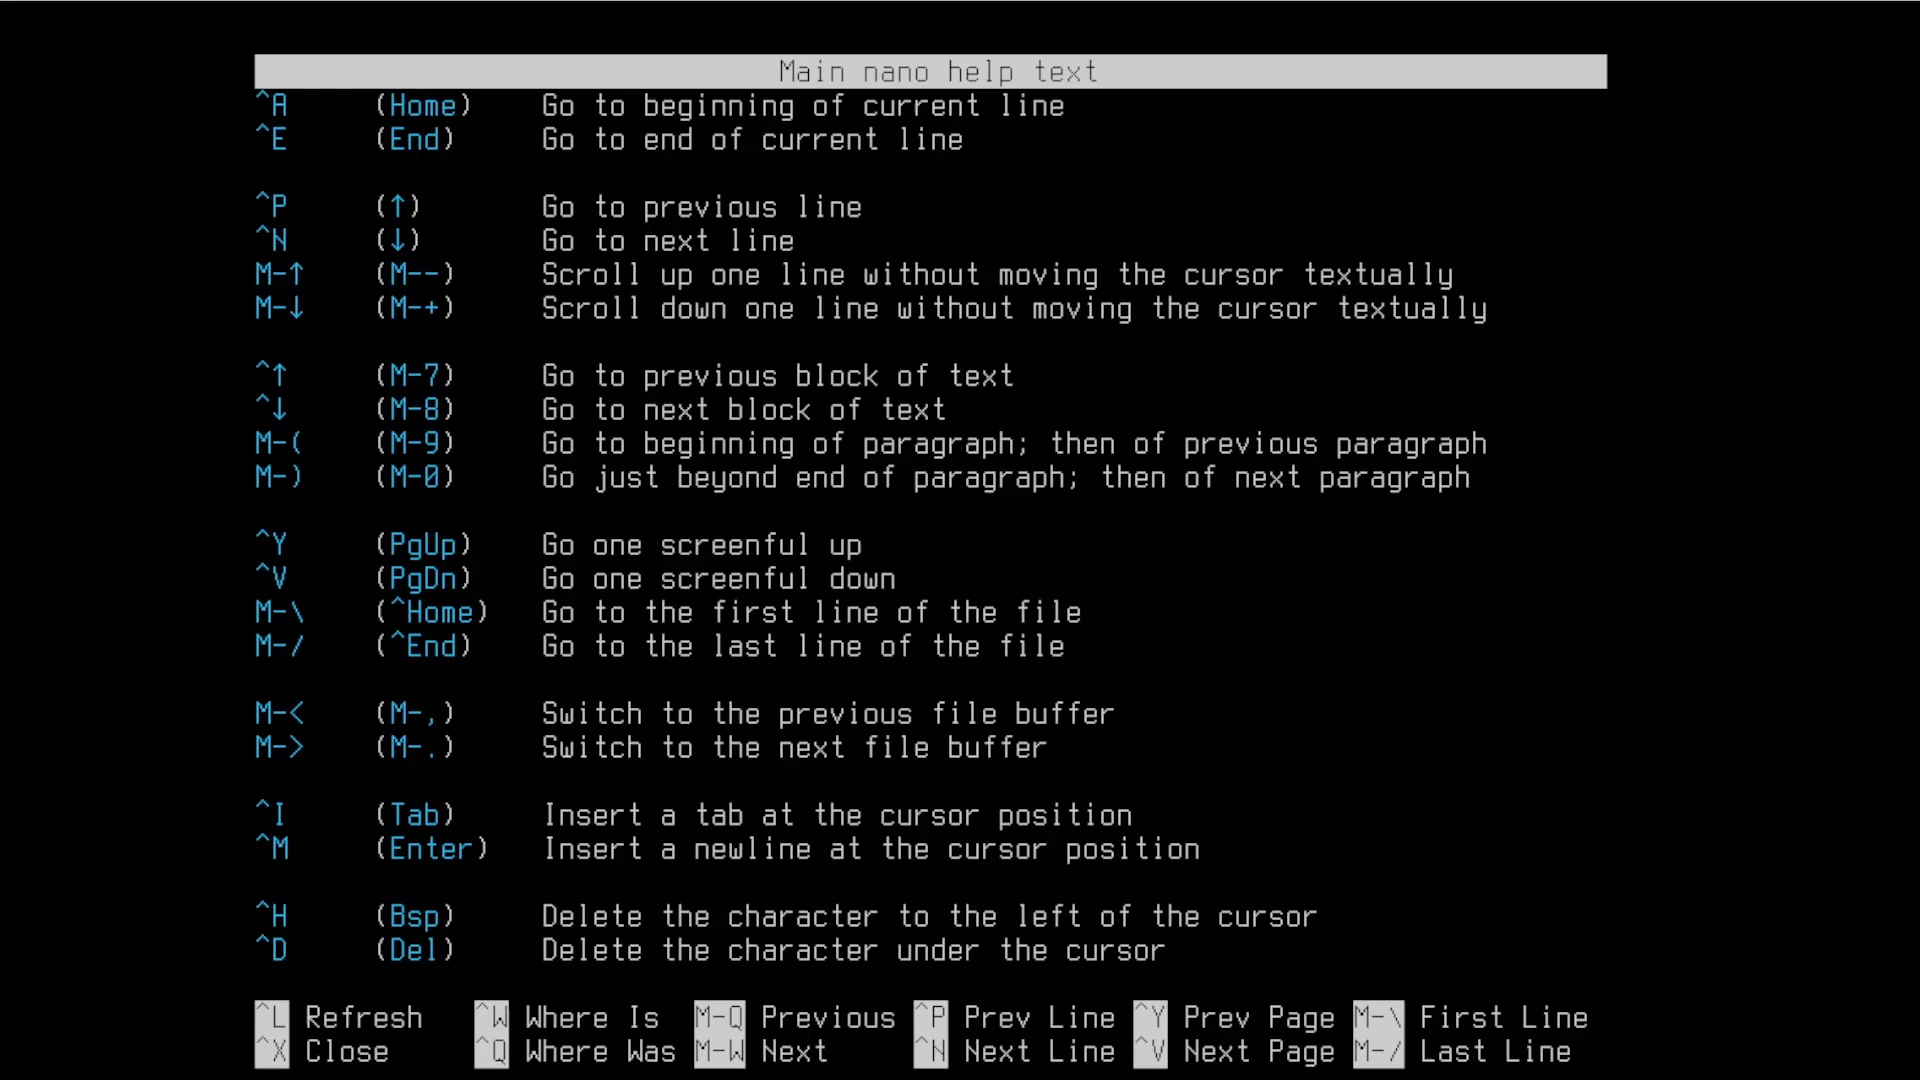 Main nano help text
^A (Home) Go to beginning of current line
^E (End) Go to end of current line
^P (↑) Go to previous line
^N (↓) Go to next line
M-↑ (M--) Scroll up one line without moving the cursor textually
M-↓ (M-+) Scroll down one line without moving the cursor textually
^↑ (M-7) Go to previous block of text
^↓ (M-8) Go to next block of text
M-( (M-9) Go to beginning of paragraph; then of previous paragraph
M-) (M-0) Go just beyond end of paragraph; then of next paragraph
^Y (PgUp) Go one screenful up
^V (PgDn) Go one screenful down
M-\ (^Home) Go to the first line of the file
M-/ (^End) Go to the last line of the file
M-< (M-,) Switch to the previous file buffer
M-> (M-.) Switch to the next file buffer
^I (Tab) Insert a tab at the cursor position
^M (Enter) Insert a newline at the cursor position
^H (Bsp) Delete the character to the left of the cursor
^D (Del) Delete the character under the cursor
^L Refresh ^W Where Is M-Q Previous ^P Prev Line ^Y Prev Page M-\ First Line
^X Close ^Q Where Was M-W Next ^N Next Line ^V Next Page M-/ Last Line